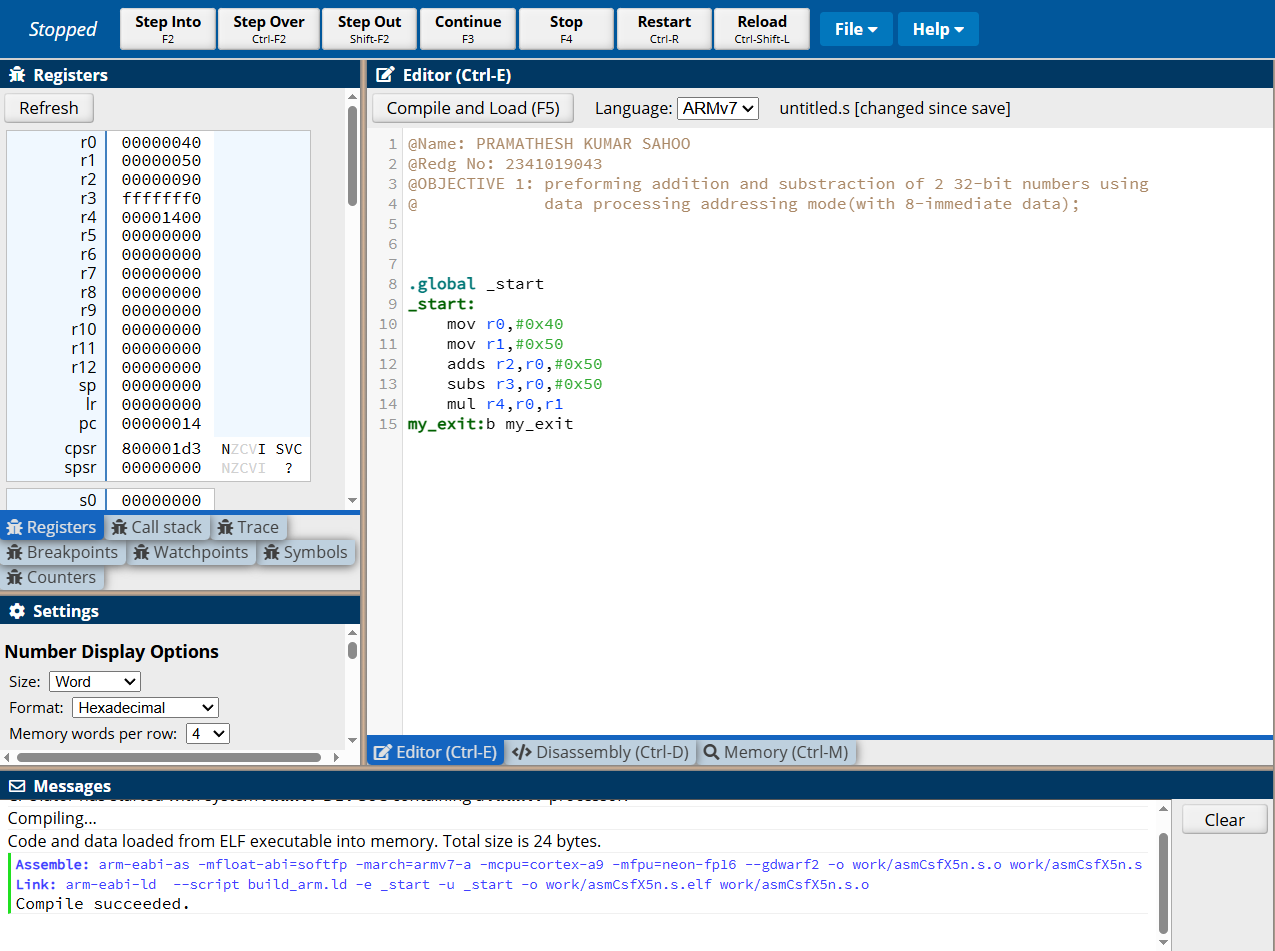 Stopped
Step Into
F2
Step Over
Ctrl-F2
Step Out
Shift-F2
Continue
F3
Stop
F4
Restart
Ctrl-R
Reload
Ctrl-Shift-L
File
Help
Registers
Refresh
r0 00000040
r1 00000050
r2 00000090
r3 fffffff0
r4 00001400
r5 00000000
r6 00000000
r7 00000000
r8 00000000
r9 00000000
r10 00000000
r11 00000000
r12 00000000
sp 00000000
lr 00000000
pc 00000014
cpsr 800001d3 NZCVI SVC
spsr 00000000 NZCVI ?
s0 00000000
Registers Call stack Trace
Breakpoints Watchpoints Symbols
Counters
Settings
Number Display Options
Size: Word
Format: Hexadecimal
Memory words per row: 4
Editor (Ctrl-E)
Compile and Load (F5) Language: ARMv7 untitled.s [changed since save]
1 @Name: PRAMATHESH KUMAR SAHOO
2 @Redg No: 2341019043
3 @OBJECTIVE 1: preforming addition and substraction of 2 32-bit numbers using
4 @ data processing addressing mode(with 8-immediate data);
5
6
7
8 .global _start
9 _start:
10 mov r0,#0x40
11 mov r1,#0x50
12 adds r2,r0,#0x50
13 subs r3,r0,#0x50
14 mul r4,r0,r1
15 my_exit:b my_exit
Editor (Ctrl-E) Disassembly (Ctrl-D) Memory (Ctrl-M)
Messages
Clear
Compiling...
Code and data loaded from ELF executable into memory. Total size is 24 bytes.
Assemble: arm-eabi-as -mfloat-abi=softfp -march=armv7-a -mcpu=cortex-a9 -mfpu=neon-fp16 --gdwarf2 -o work/asmCsfX5n.s.o work/asmCsfX5n.s
Link: arm-eabi-ld --script build_arm.ld -e _start -u _start -o work/asmCsfX5n.s.elf work/asmCsfX5n.s.o
Compile succeeded.